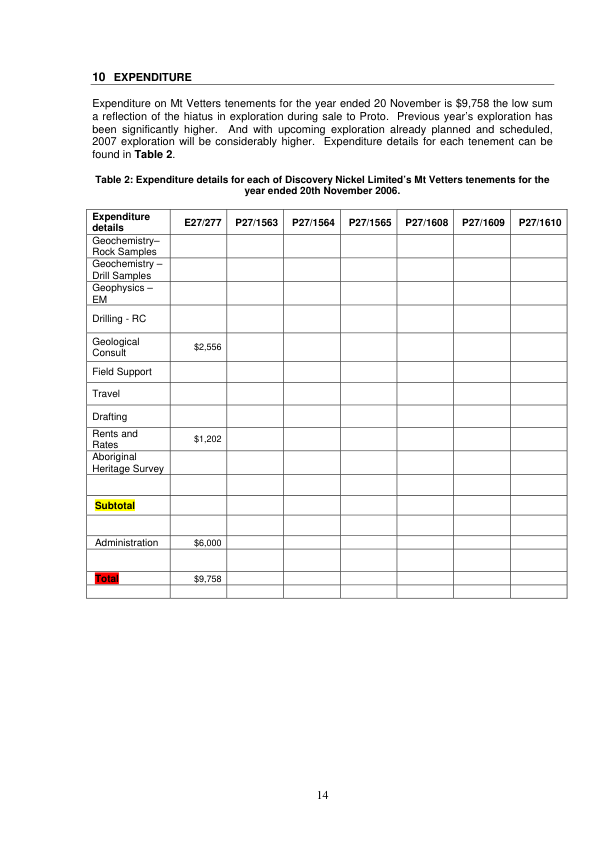 10 EXPENDITURE
Expenditure on Mt Vetters tenements for the year ended 20 November is $9,758 the low sum
a reflection of the hiatus in exploration during sale to Proto. Previous year's exploration has
been significantly higher. And with upcoming exploration already planned and scheduled,
2007 exploration will be considerably higher. Expenditure details for each tenement can be
found in Table 2.
Table 2: Expenditure details for each of Discovery Nickel Limited's Mt Vetters tenements for the
year ended 20th November 2006.
Expenditure
details E27/277 P27/1563 P27/1564 P27/1565 P27/1608 P27/1609 P27/1610
Geochemistry–
Rock Samples
Geochemistry –
Drill Samples
Geophysics –
EM
Drilling - RC
Geological
Consult $2,556
Field Support
Travel
Drafting
Rents and
Rates $1,202
Aboriginal
Heritage Survey
Subtotal
Administration $6,000
Total $9,758
14